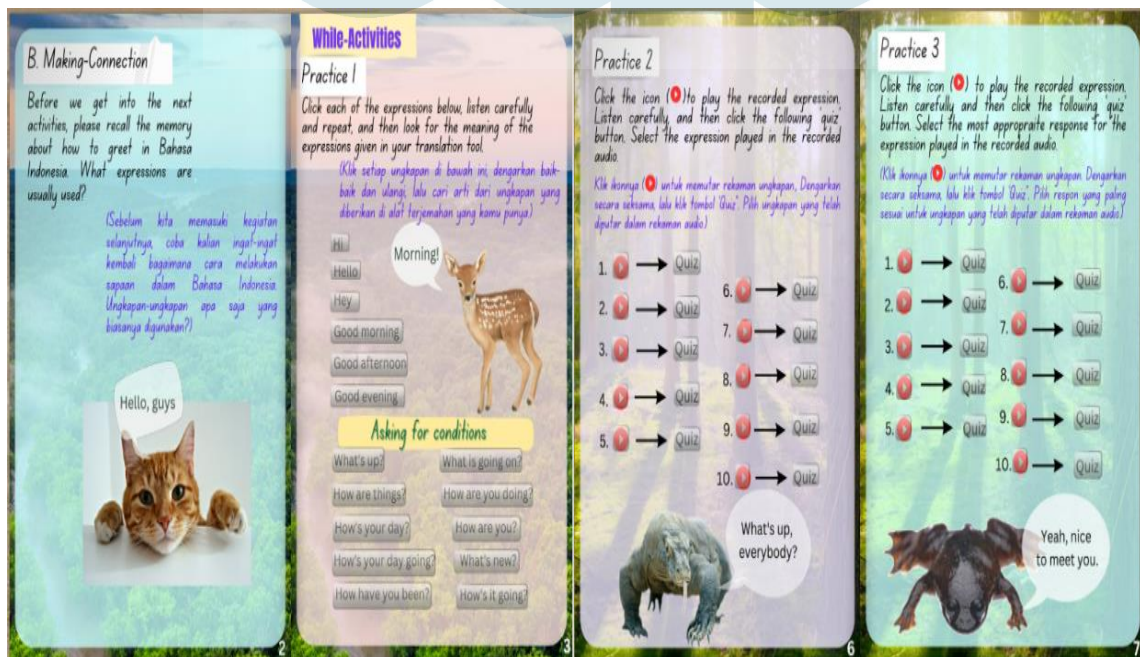 B. Making-Connection
Before we get into the next
activities, please recall the memory
about how to greet in Bahasa
Indonesia. What expressions are
usually used?
(Sebelum kita memasuki kegiatan
selanjutnya, coba kalian ingat-ingat
kembali bagaimana cara melakukan
sapaan dalam Bahasa Indonesia.
Ungkapan-ungkapan apa saja yang
biasanya digunakan?)
Hello, guys
2
While-Activities
Practice 1
Click each of the expressions below, listen carefully
and repeat, and then look for the meaning of the
expressions given in your translation tool.
(Klik setiap ungkapan di bawah ini, dengarkan baik-
baik dan ulangi, lalu cari arti dari ungkapan yang
diberikan di alat terjemahan yang kamu punya.)
Hi
Hello
Hey
Good morning
Good afternoon
Good evening
Morning!
Asking for conditions
What's up?
What is going on?
How are things?
How are you doing?
How's your day?
How are you?
How's your day going?
What's new?
How have you been?
How's it going?
3
Practice 2
Click the icon ( ) to play the recorded expression.
Listen carefully, and then click the following 'quiz'
button. Select the expression played in the recorded
audio.
Klik ikonnya ( ) untuk memutar rekaman ungkapan, Dengarkan
secara seksama, lalu klik tombol 'Quiz'. Pilih ungkapan yang telah
diputar dalam rekaman audio.)
1. Quiz
2. Quiz
3. Quiz
4. Quiz
5. Quiz
6. Quiz
7. Quiz
8. Quiz
9. Quiz
10. Quiz
What's up,
everybody?
6
Practice 3
Click the icon ( ) to play the recorded expression.
Listen carefully and then click the following 'quiz'
button. Select the most appropraite response for the
expression played in the recorded audio.
(Klik ikonnya ( ) untuk memutar rekaman ungkapan. Dengarkan
secara seksama, lalu klik tombol 'Quiz'. Pilih respon yang paling
sesuai untuk ungkapan yang telah diputar dalam rekaman audio.)
1. Quiz
2. Quiz
3. Quiz
4. Quiz
5. Quiz
6. Quiz
7. Quiz
8. Quiz
9. Quiz
10. Quiz
Yeah, nice
to meet you.
7